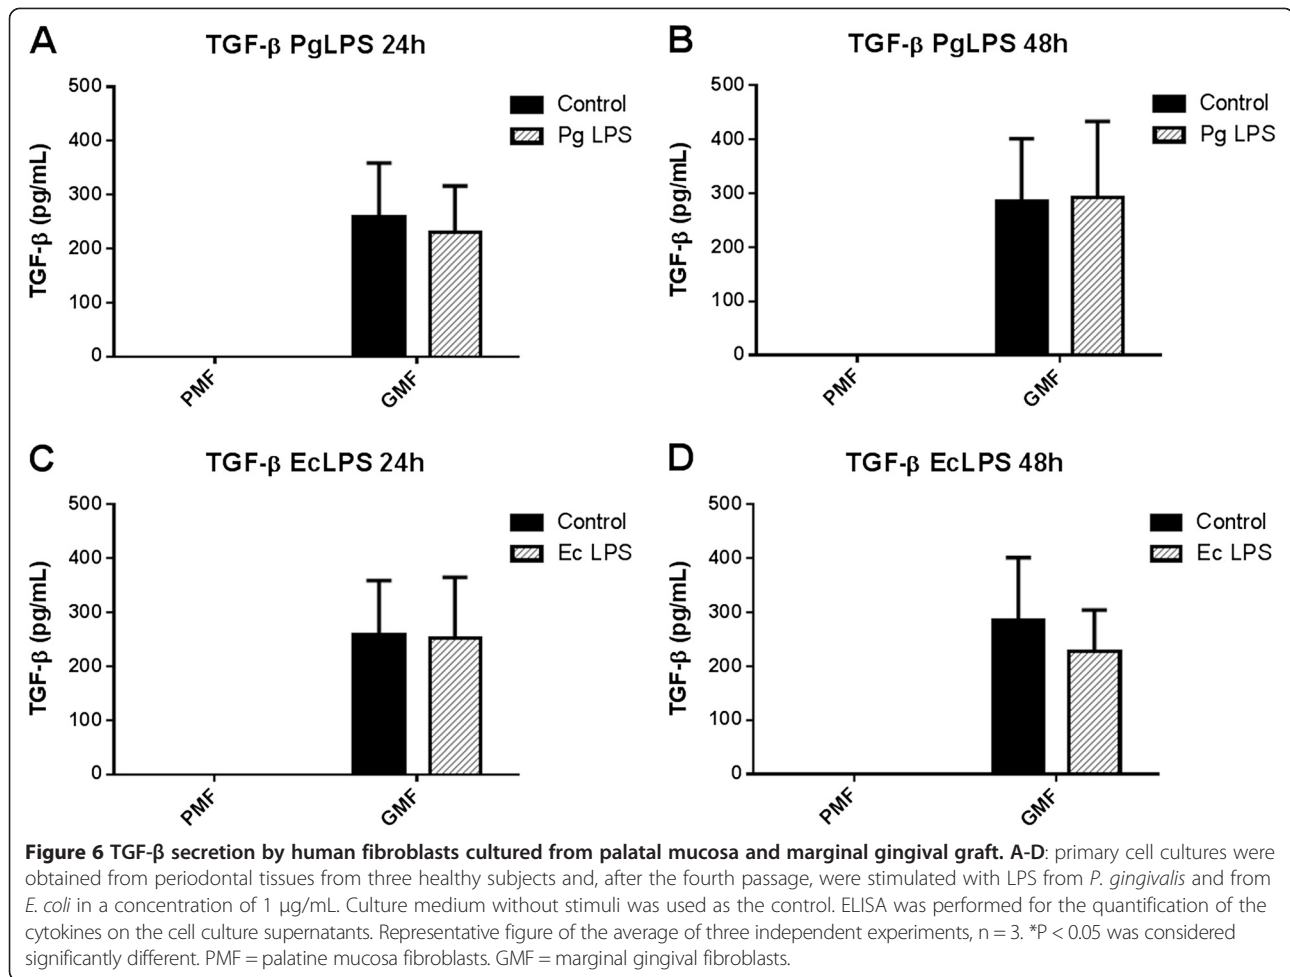 A
TGF-β PgLPS 24h
TGF-β (pg/mL)
500
400
300
200
100
0
PMF
GMF
Control
Pg LPS
B
TGF-β PgLPS 48h
TGF-β (pg/mL)
500
400
300
200
100
0
PMF
GMF
Control
Pg LPS
C
TGF-β EcLPS 24h
TGF-β (pg/mL)
500
400
300
200
100
0
PMF
GMF
Control
Ec LPS
D
TGF-β EcLPS 48h
TGF-β (pg/mL)
500
400
300
200
100
0
PMF
GMF
Control
Ec LPS
Figure 6 TGF-β secretion by human fibroblasts cultured from palatal mucosa and marginal gingival graft. A-D: primary cell cultures were
obtained from periodontal tissues from three healthy subjects and, after the fourth passage, were stimulated with LPS from P. gingivalis and from
E. coli in a concentration of 1 μg/mL. Culture medium without stimuli was used as the control. ELISA was performed for the quantification of the
cytokines on the cell culture supernatants. Representative figure of the average of three independent experiments, n = 3. *P < 0.05 was considered
significantly different. PMF = palatine mucosa fibroblasts. GMF = marginal gingival fibroblasts.